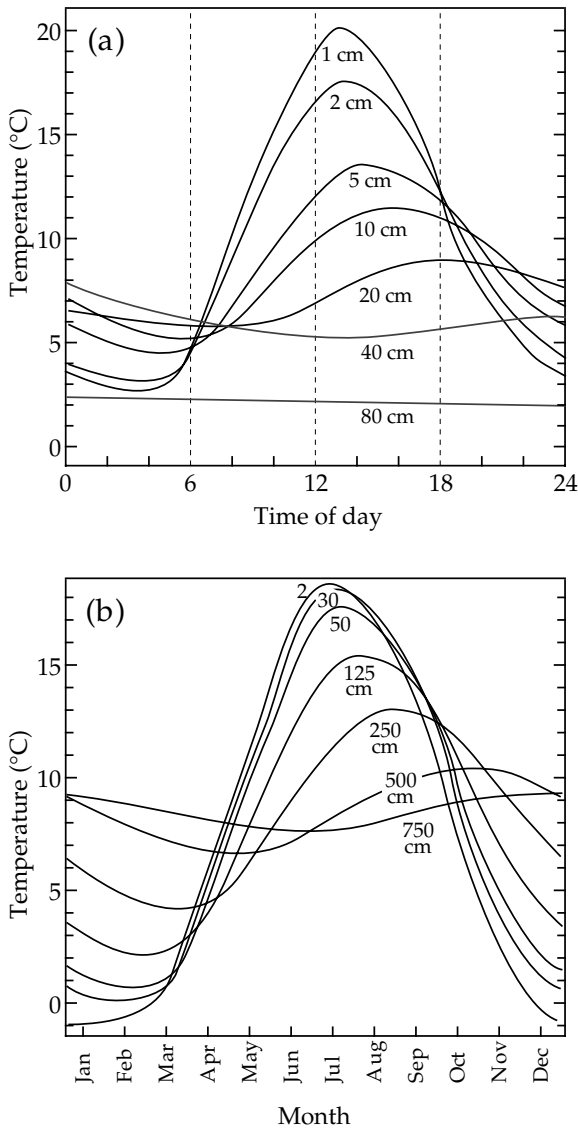 (a)
20
15
10
5
0
Temperature (°C)
1 cm
2 cm
5 cm
10 cm
20 cm
40 cm
80 cm
0 6 12 18 24
Time of day
(b)
15
10
5
0
Temperature (°C)
2
30
50
125
cm
250
cm
500
cm
750
cm
Jan Feb Mar Apr May Jun Jul Aug Sep Oct Nov Dec
Month